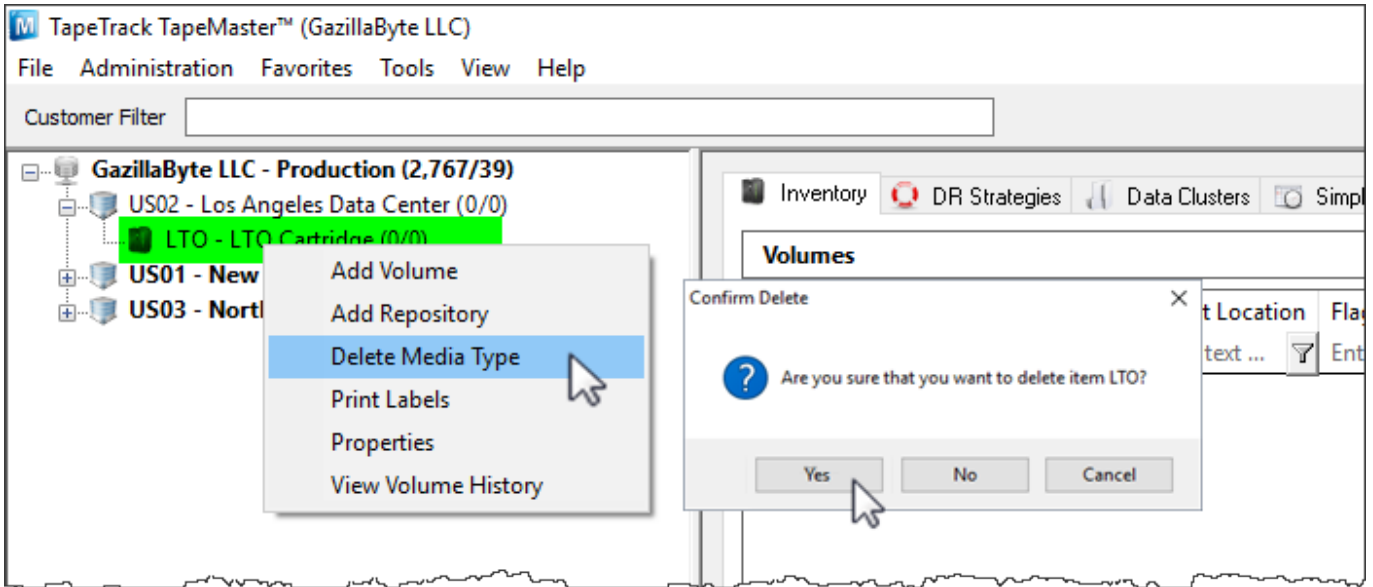 TapeTrack TapeMaster™ (GazillaByte LLC)
File Administration Favorites Tools View Help
Customer Filter
GazillaByte LLC - Production (2,767/39)
US02 - Los Angeles Data Center (0/0)
LTO - LTO Cartridge (0/0)
US01 - New
US03 - North
Add Volume
Add Repository
Delete Media Type
Print Labels
Properties
View Volume History
Inventory DR Strategies Data Clusters Simpl
Volumes
t Location Flag
text ... Ent
Confirm Delete
Are you sure that you want to delete item LTO?
Yes No Cancel